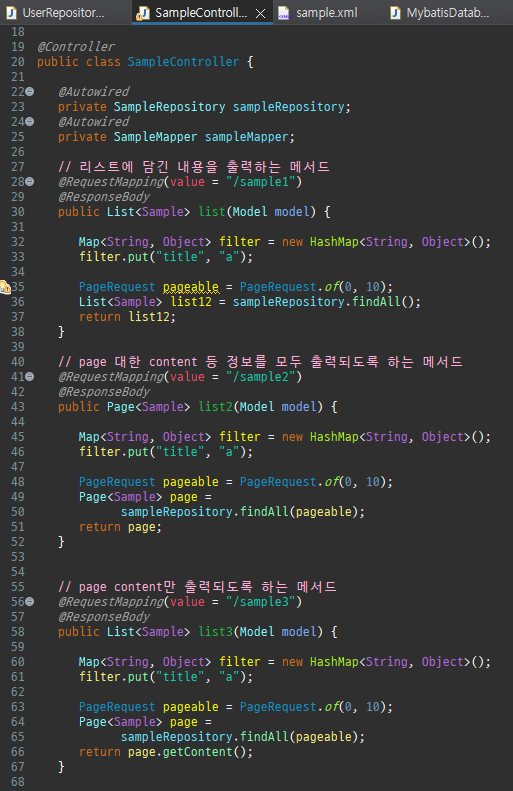 UserRepositor...
SampleControll...
sample.xml
MybatisDatab...
18
19 @Controller
20 public class SampleController {
21
22 @Autowired
23 private SampleRepository sampleRepository;
24 @Autowired
25 private SampleMapper sampleMapper;
26
27 // 리스트에 담긴 내용을 출력하는 메서드
28 @RequestMapping(value = "/sample1")
29 @ResponseBody
30 public List<Sample> list(Model model) {
31
32 Map<String, Object> filter = new HashMap<String, Object>();
33 filter.put("title", "a");
34
35 PageRequest pageable = PageRequest.of(0, 10);
36 List<Sample> list12 = sampleRepository.findAll();
37 return list12;
38 }
39
40 // page 대한 content 등 정보를 모두 출력되도록 하는 메서드
41 @RequestMapping(value = "/sample2")
42 @ResponseBody
43 public Page<Sample> list2(Model model) {
44
45 Map<String, Object> filter = new HashMap<String, Object>();
46 filter.put("title", "a");
47
48 PageRequest pageable = PageRequest.of(0, 10);
49 Page<Sample> page =
50 sampleRepository.findAll(pageable);
51 return page;
52 }
53
54
55 // page content만 출력되도록 하는 메서드
56 @RequestMapping(value = "/sample3")
57 @ResponseBody
58 public List<Sample> list3(Model model) {
59
60 Map<String, Object> filter = new HashMap<String, Object>();
61 filter.put("title", "a");
62
63 PageRequest pageable = PageRequest.of(0, 10);
64 Page<Sample> page =
65 sampleRepository.findAll(pageable);
66 return page.getContent();
67 }
68